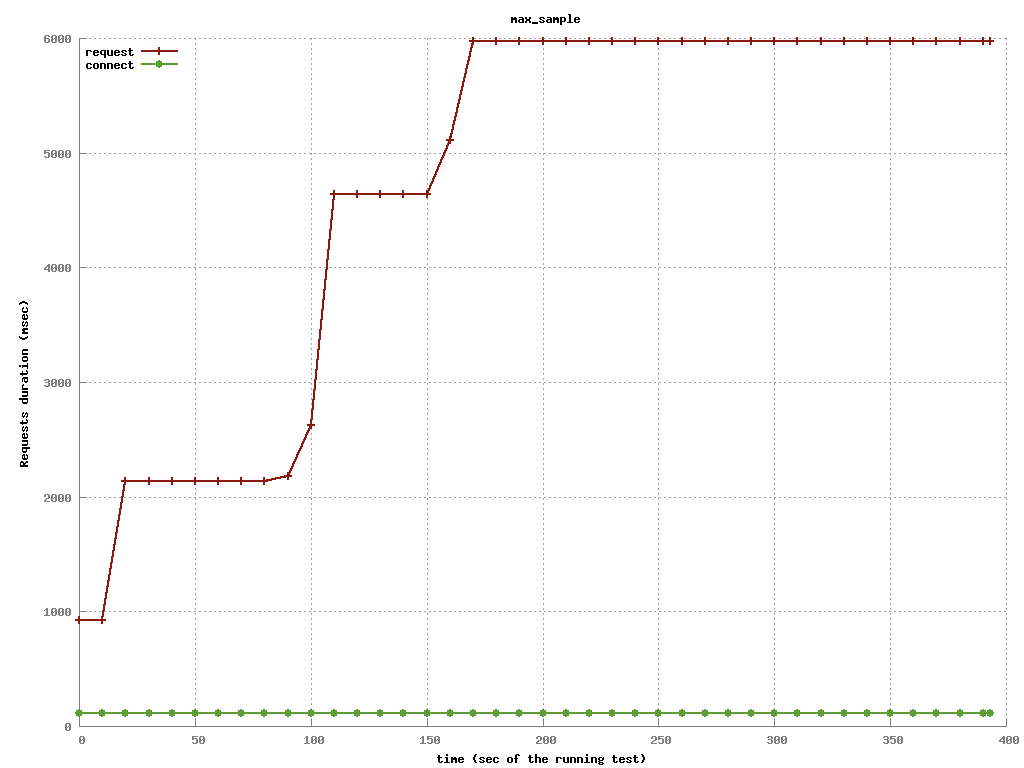 max_sample
request
connect
6000
5000
4000
3000
2000
1000
0
Requests duration (msec)
0 50 100 150 200 250 300 350 400
time (sec of the running test)